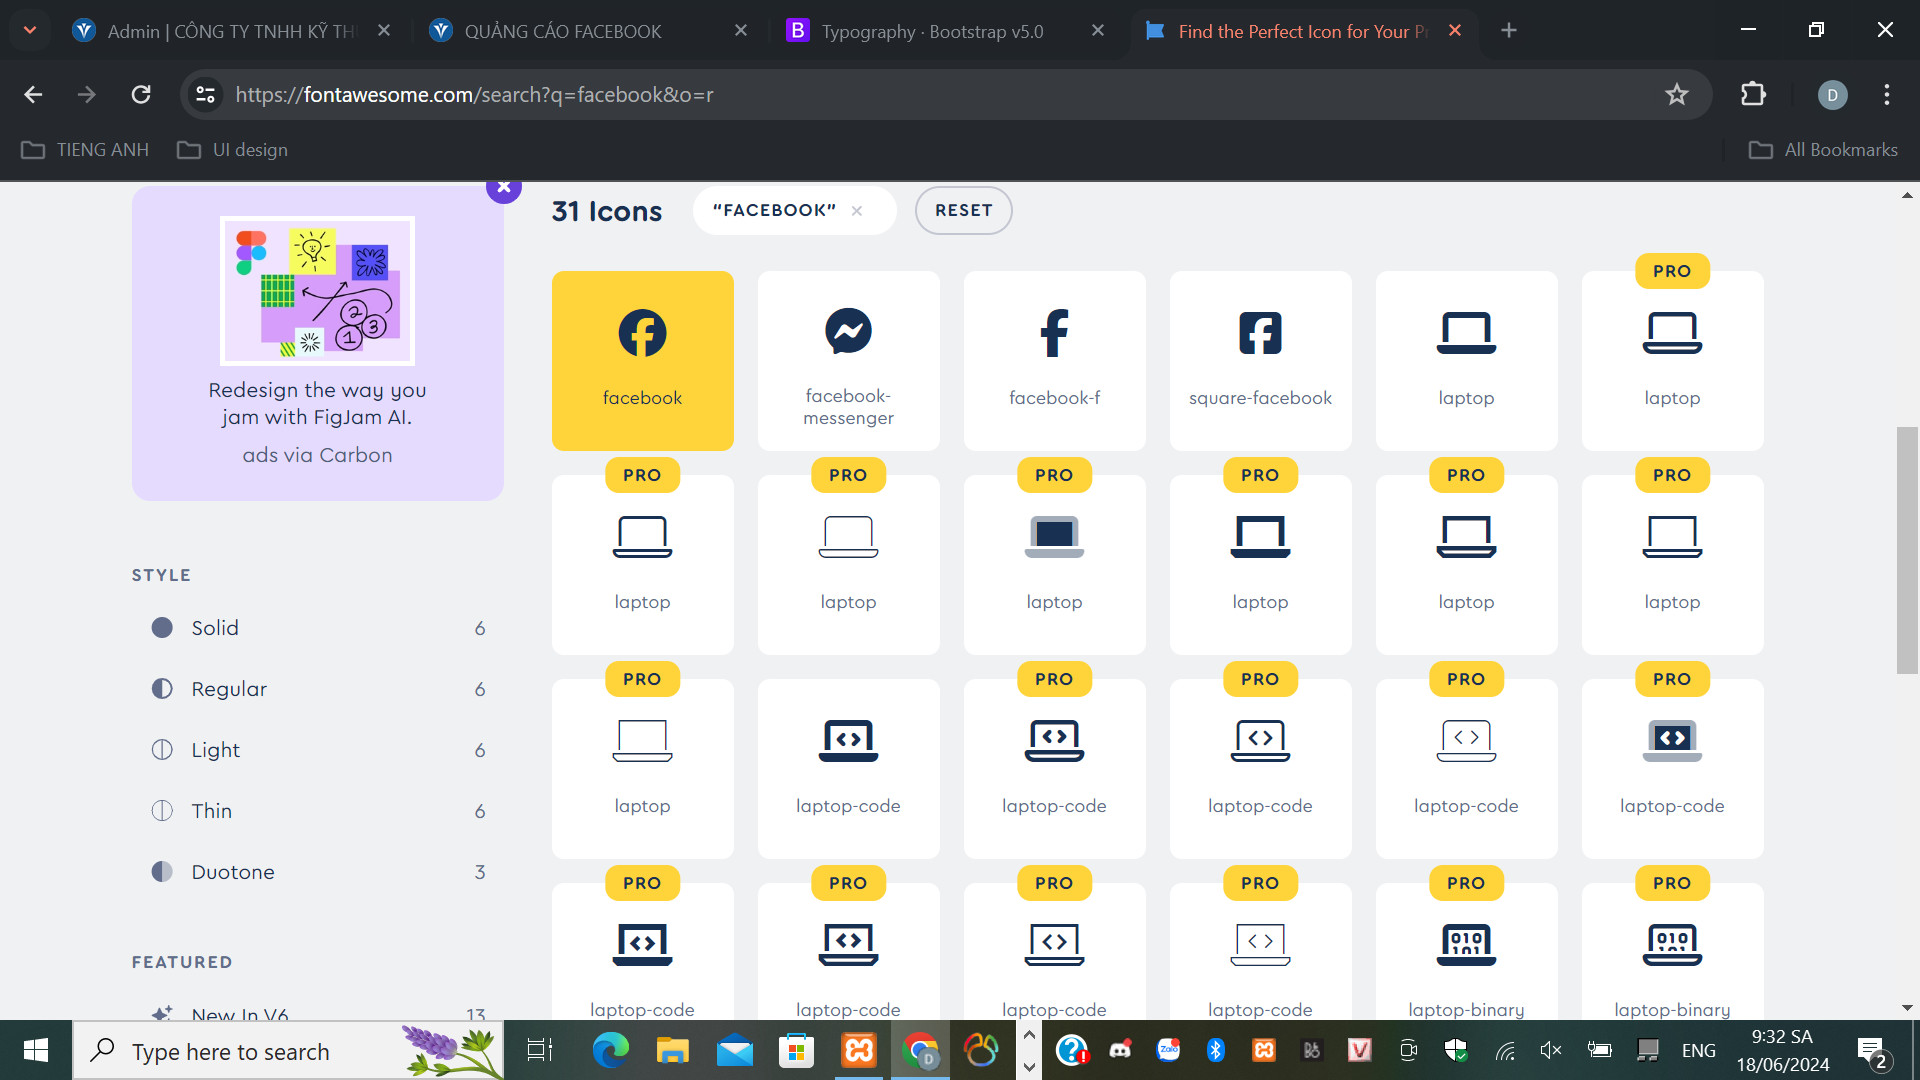 Admin | CÔNG TY TNHH KỸ TH
QUẢNG CÁO FACEBOOK
Typography · Bootstrap v5.0
Find the Perfect Icon for Your P
https://fontawesome.com/search?q=facebook&o=r
D
TIENG ANH
UI design
All Bookmarks
Redesign the way you
jam with FigJam AI.
ads via Carbon
31 Icons
“FACEBOOK”
RESET
PRO
facebook
facebook-
messenger
facebook-f
square-facebook
laptop
laptop
PRO
PRO
PRO
PRO
PRO
PRO
laptop
laptop
laptop
laptop
laptop
laptop
PRO
PRO
PRO
PRO
PRO
laptop
laptop-code
laptop-code
laptop-code
laptop-code
laptop-code
PRO
PRO
PRO
PRO
PRO
PRO
laptop-code
laptop-code
laptop-code
laptop-code
laptop-binary
laptop-binary
STYLE
Solid 6
Regular 6
Light 6
Thin 6
Duotone 3
FEATURED
New In V6 13
Type here to search
D
Zalo
ENG
9:32 SA
18/06/2024
2